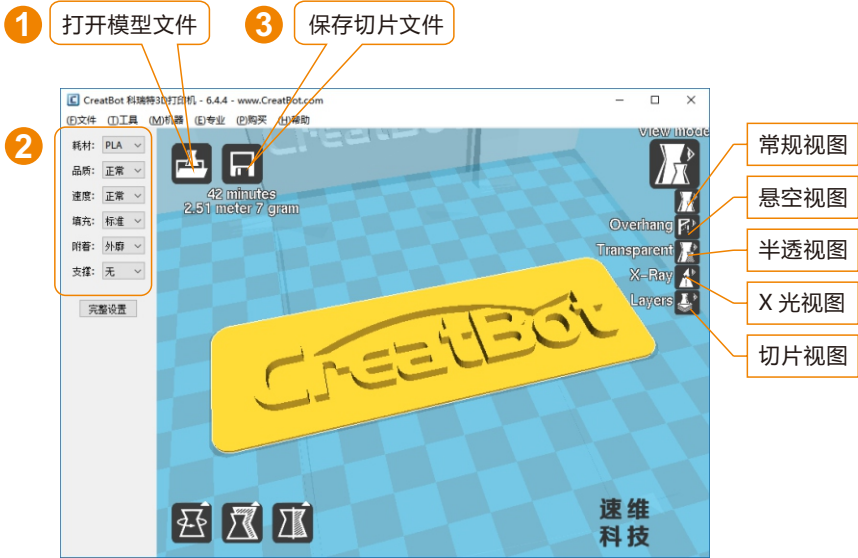 1 打开模型文件
3 保存切片文件
C CreatBot 科瑞特3D打印机 - 6.4.4 - www.CreatBot.com
(F)文件 (T)工具 (M)机器 (E)专业 (P)购买 (H)帮助
2
耗材: PLA
品质: 正常
速度: 正常
填充: 标准
附着: 外廓
支撑: 无
完整设置
42 minutes
2.51 meter 7 gram
CreatBot
View mode
Overhang
Transparent
X-Ray
Layers
常规视图
悬空视图
半透视图
X 光视图
切片视图
CreatBot
速维
科技